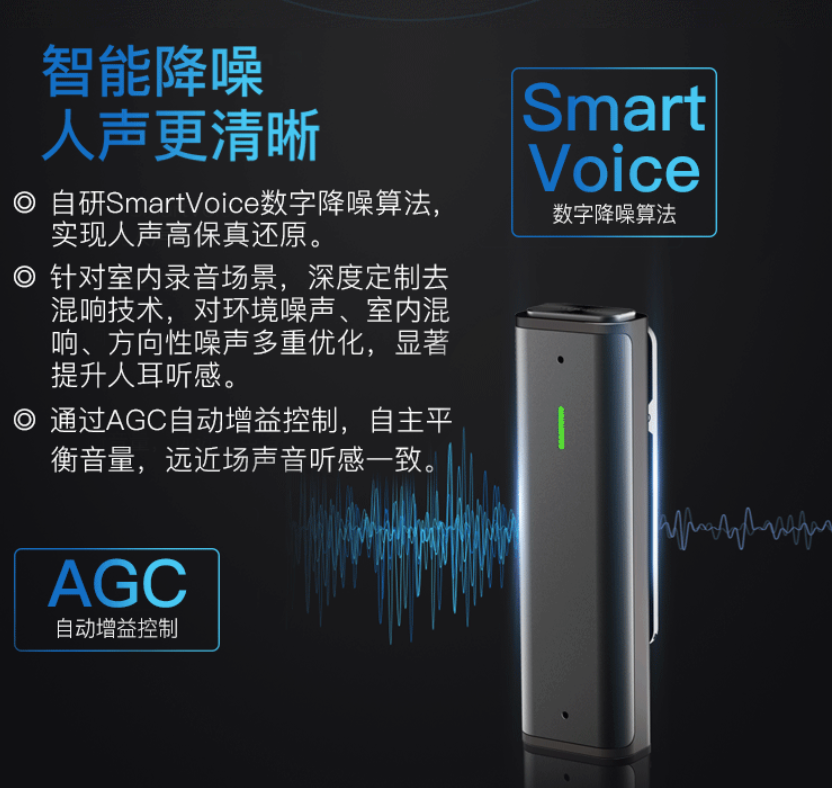 智能降噪
人声更清晰
Smart
Voice
数字降噪算法
◎ 自研SmartVoice数字降噪算法，
实现人声高保真还原。
◎ 针对室内录音场景，深度定制去
混响技术，对环境噪声、室内混
响、方向性噪声多重优化，显著
提升人耳听感。
◎ 通过AGC自动增益控制，自主平
衡音量，远近场声音听感一致。
AGC
自动增益控制